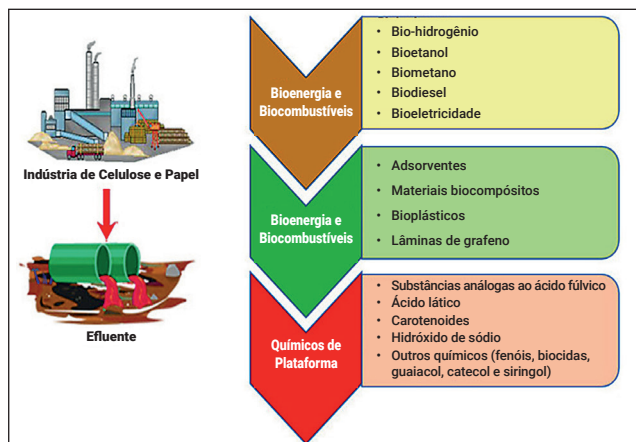 Indústria de Celulose e Papel
Efluente
Bioenergia e
Biocombustíveis
• Bio-hidrogênio
• Bioetanol
• Biometano
• Biodiesel
• Bioeletricidade
Bioenergia e
Biocombustíveis
• Adsorventes
• Materiais biocompósitos
• Bioplásticos
• Lâminas de grafeno
Químicos de
Plataforma
• Substâncias análogas ao ácido fúlvico
• Ácido lático
• Carotenoides
• Hidróxido de sódio
• Outros químicos (fenóis, biocidas,
guaiacol, catecol e siringol)